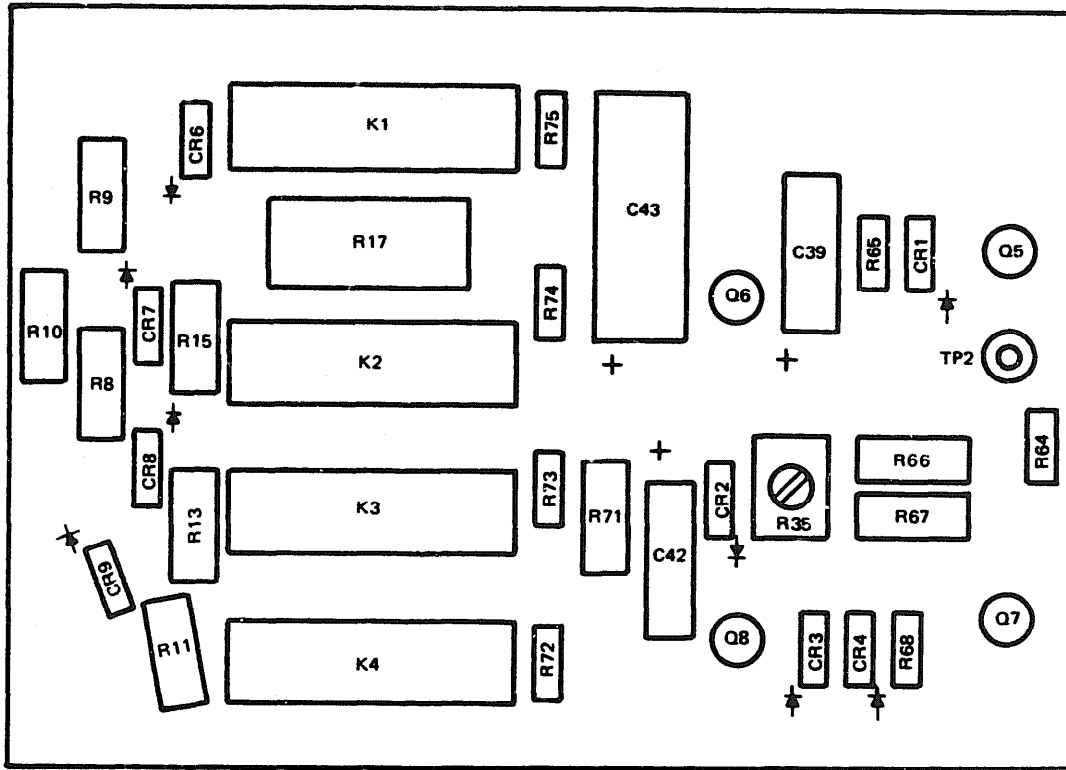 CR6
K1
R75
R9
C43
R17
C39
R65
CR1
Q5
Q6
R10
CR7
R15
R74
K2
R8
TP2
CR8
R64
R66
R13
K3
R73
R71
CR2
R35
R67
C42
CR9
R11
K4
R72
Q8
CR3
CR4
R68
Q7
+
+
+